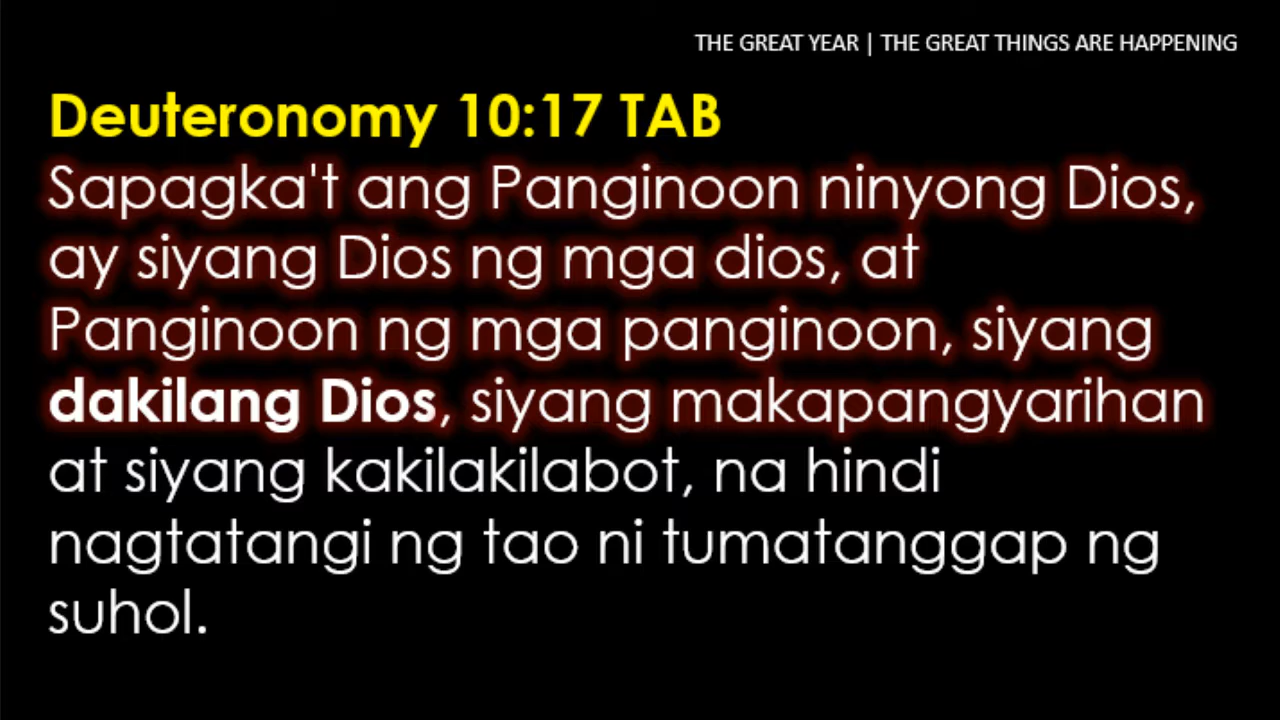 THE GREAT YEAR | THE GREAT THINGS ARE HAPPENING
Deuteronomy 10:17 TAB
Sapagka't ang Panginoon ninyong Dios,
ay siyang Dios ng mga dios, at
Panginoon ng mga panginoon, siyang
dakilang Dios, siyang makapangyarihan
at siyang kakilakilabot, na hindi
nagtatangi ng tao ni tumatanggap ng
suhol.